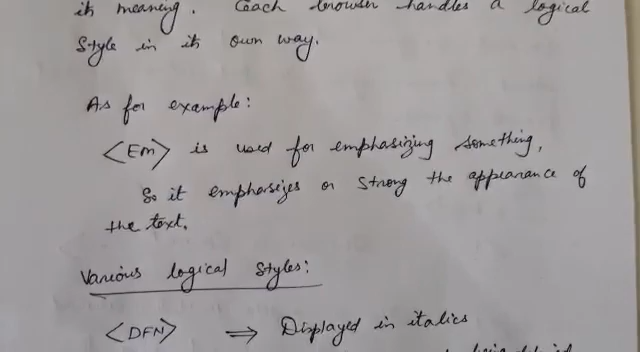 its meaning. Each browser handles a logical
style in its own way.
As for example:
<EM> is used for emphasizing something,
So it emphasizes or strong the appearance of
the text.
Various logical styles:
<DFN> ⇒ Displayed in italics